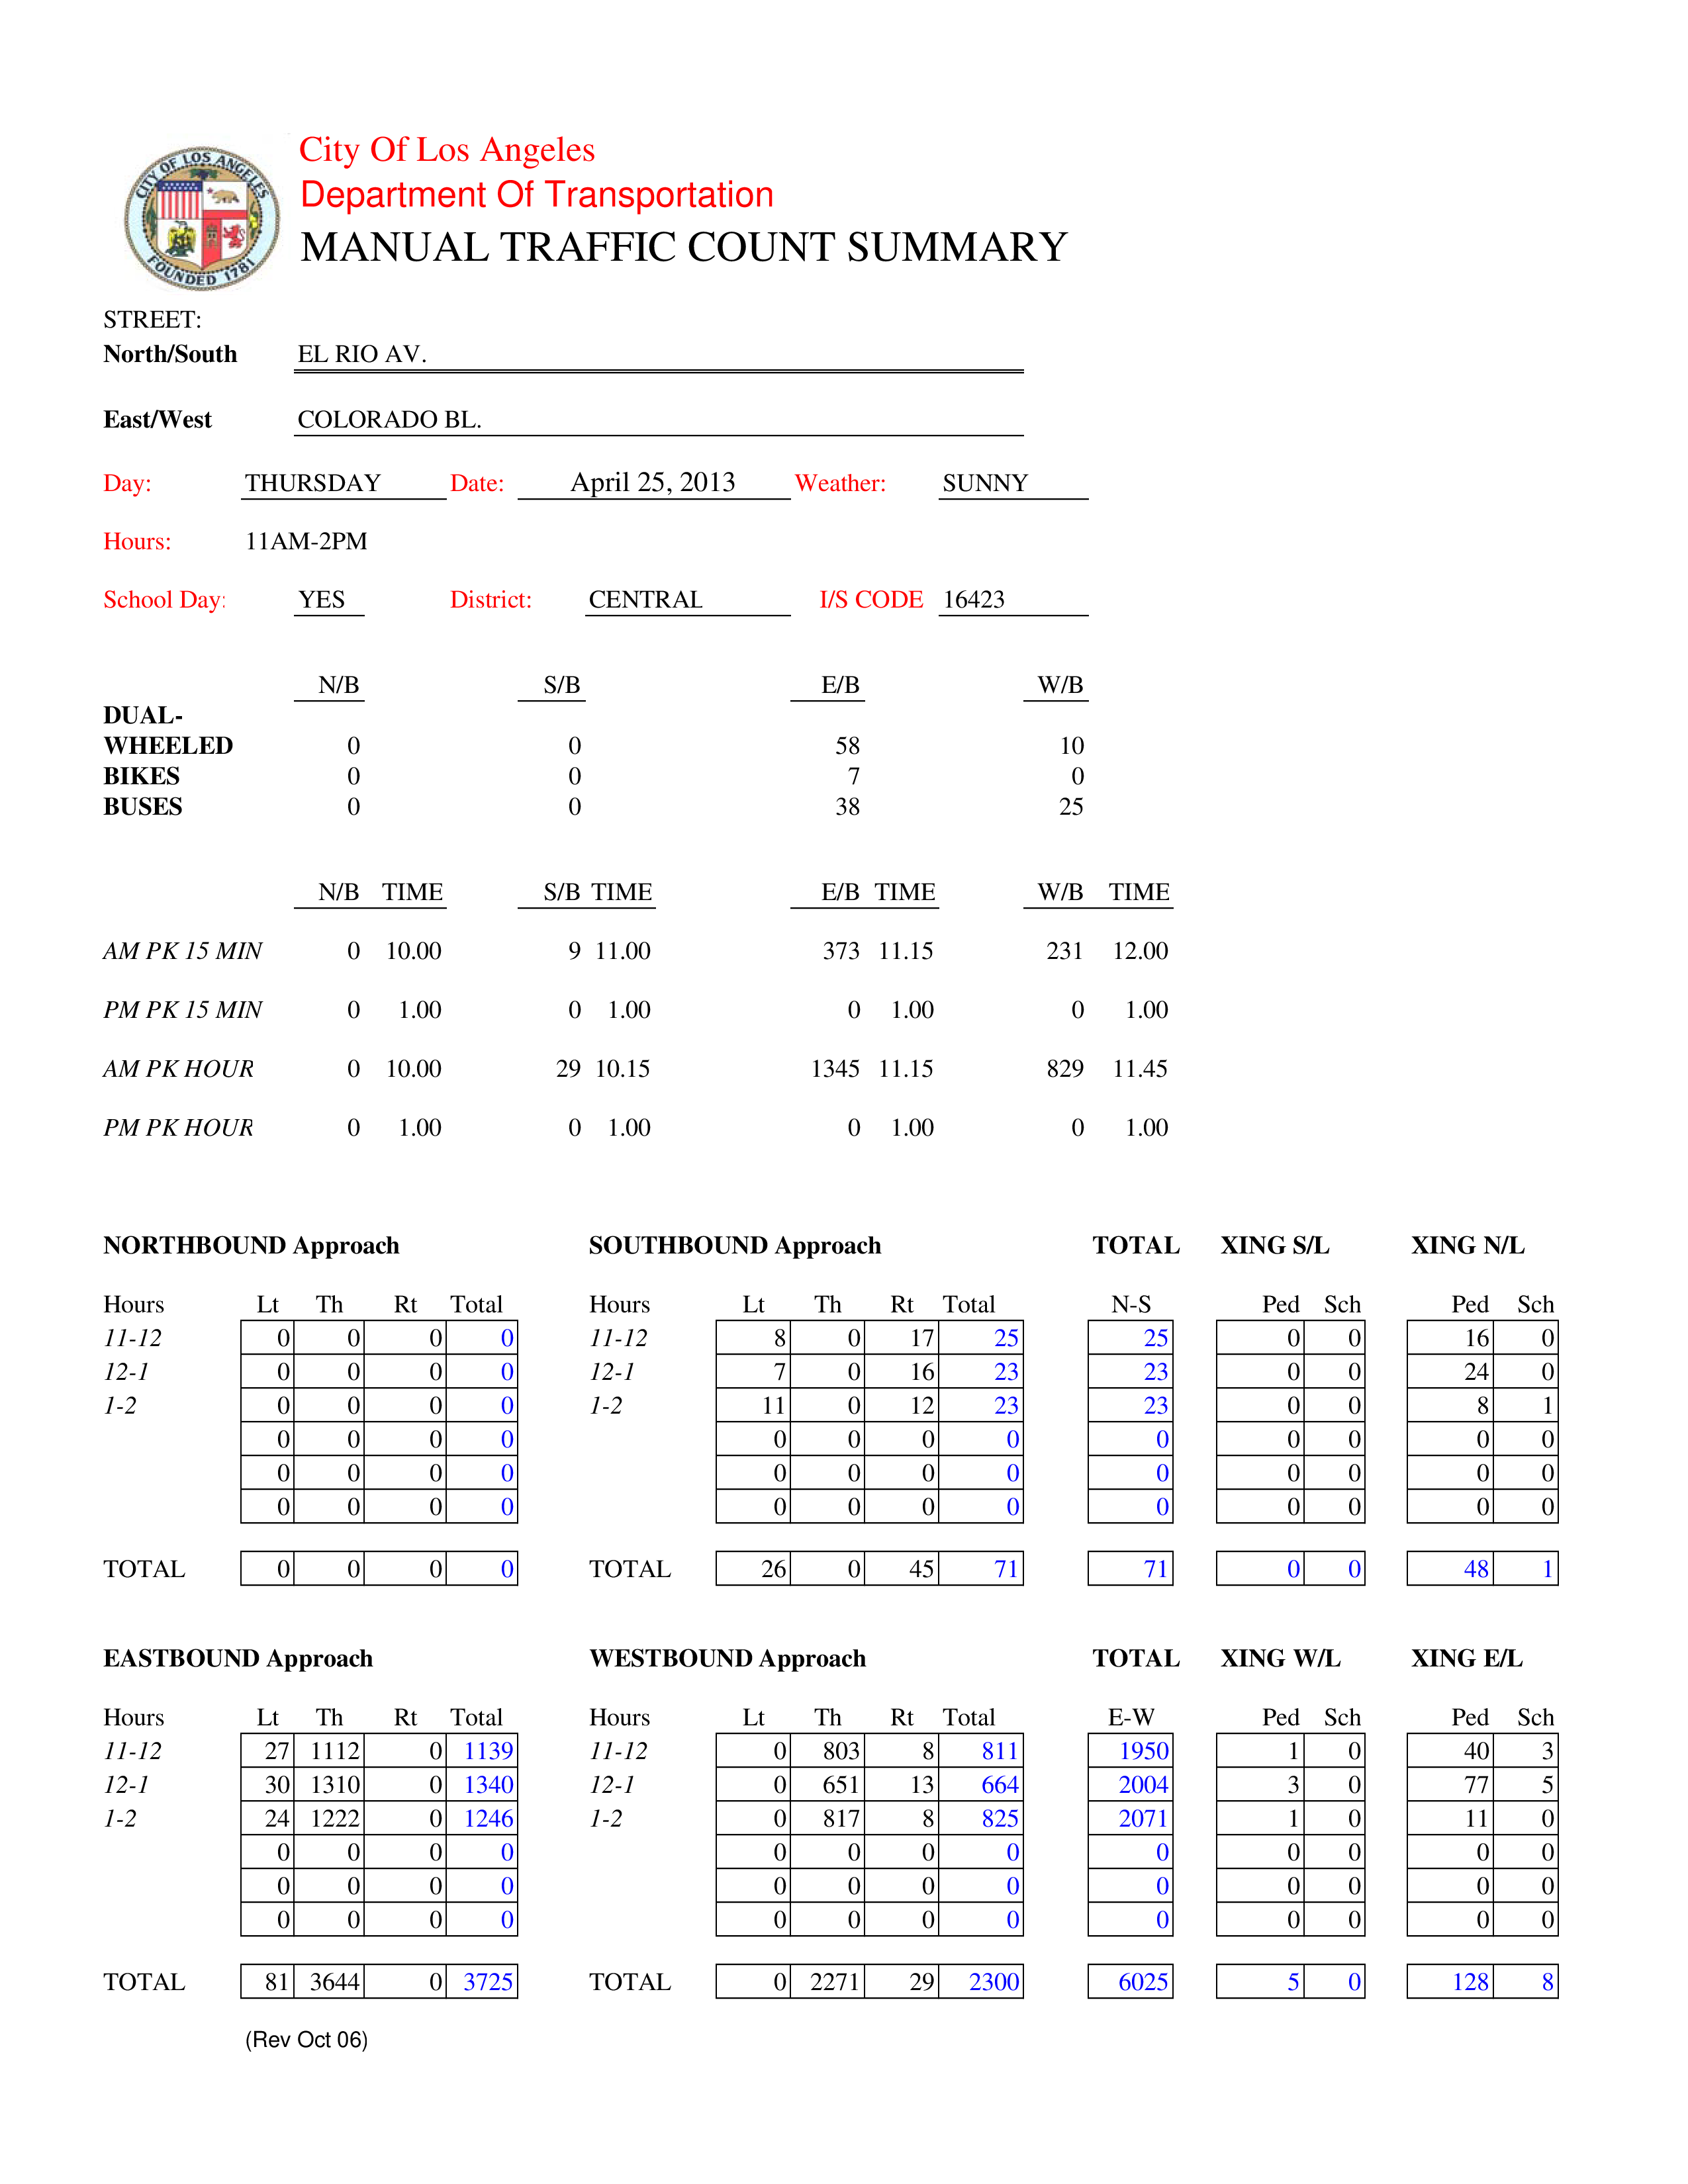 CITY OF LOS ANGELES
FOUNDED 1781
City Of Los Angeles
Department Of Transportation
MANUAL TRAFFIC COUNT SUMMARY
STREET:
North/South EL RIO AV.
East/West COLORADO BL.
Day: THURSDAY Date: April 25, 2013 Weather: SUNNY
Hours: 11AM-2PM
School Day: YES District: CENTRAL I/S CODE 16423
N/B S/B E/B W/B
DUAL-
WHEELED 0 0 58 10
BIKES 0 0 7 0
BUSES 0 0 38 25
N/B TIME S/B TIME E/B TIME W/B TIME
AM PK 15 MIN 0 10.00 9 11.00 373 11.15 231 12.00
PM PK 15 MIN 0 1.00 0 1.00 0 1.00 0 1.00
AM PK HOUR 0 10.00 29 10.15 1345 11.15 829 11.45
PM PK HOUR 0 1.00 0 1.00 0 1.00 0 1.00
NORTHBOUND Approach SOUTHBOUND Approach TOTAL XING S/L XING N/L
Hours Lt Th Rt Total Hours Lt Th Rt Total N-S Ped Sch Ped Sch
11-12 0 0 0 0 11-12 8 0 17 25 25 0 0 16 0
12-1 0 0 0 0 12-1 7 0 16 23 23 0 0 24 0
1-2 0 0 0 0 1-2 11 0 12 23 23 0 0 8 1
0 0 0 0 0 0 0 0 0 0 0 0 0
0 0 0 0 0 0 0 0 0 0 0 0 0
0 0 0 0 0 0 0 0 0 0 0 0 0
TOTAL 0 0 0 0 TOTAL 26 0 45 71 71 0 0 48 1
EASTBOUND Approach WESTBOUND Approach TOTAL XING W/L XING E/L
Hours Lt Th Rt Total Hours Lt Th Rt Total E-W Ped Sch Ped Sch
11-12 27 1112 0 1139 11-12 0 803 8 811 1950 1 0 40 3
12-1 30 1310 0 1340 12-1 0 651 13 664 2004 3 0 77 5
1-2 24 1222 0 1246 1-2 0 817 8 825 2071 1 0 11 0
0 0 0 0 0 0 0 0 0 0 0 0 0
0 0 0 0 0 0 0 0 0 0 0 0 0
0 0 0 0 0 0 0 0 0 0 0 0 0
TOTAL 81 3644 0 3725 TOTAL 0 2271 29 2300 6025 5 0 128 8
(Rev Oct 06)